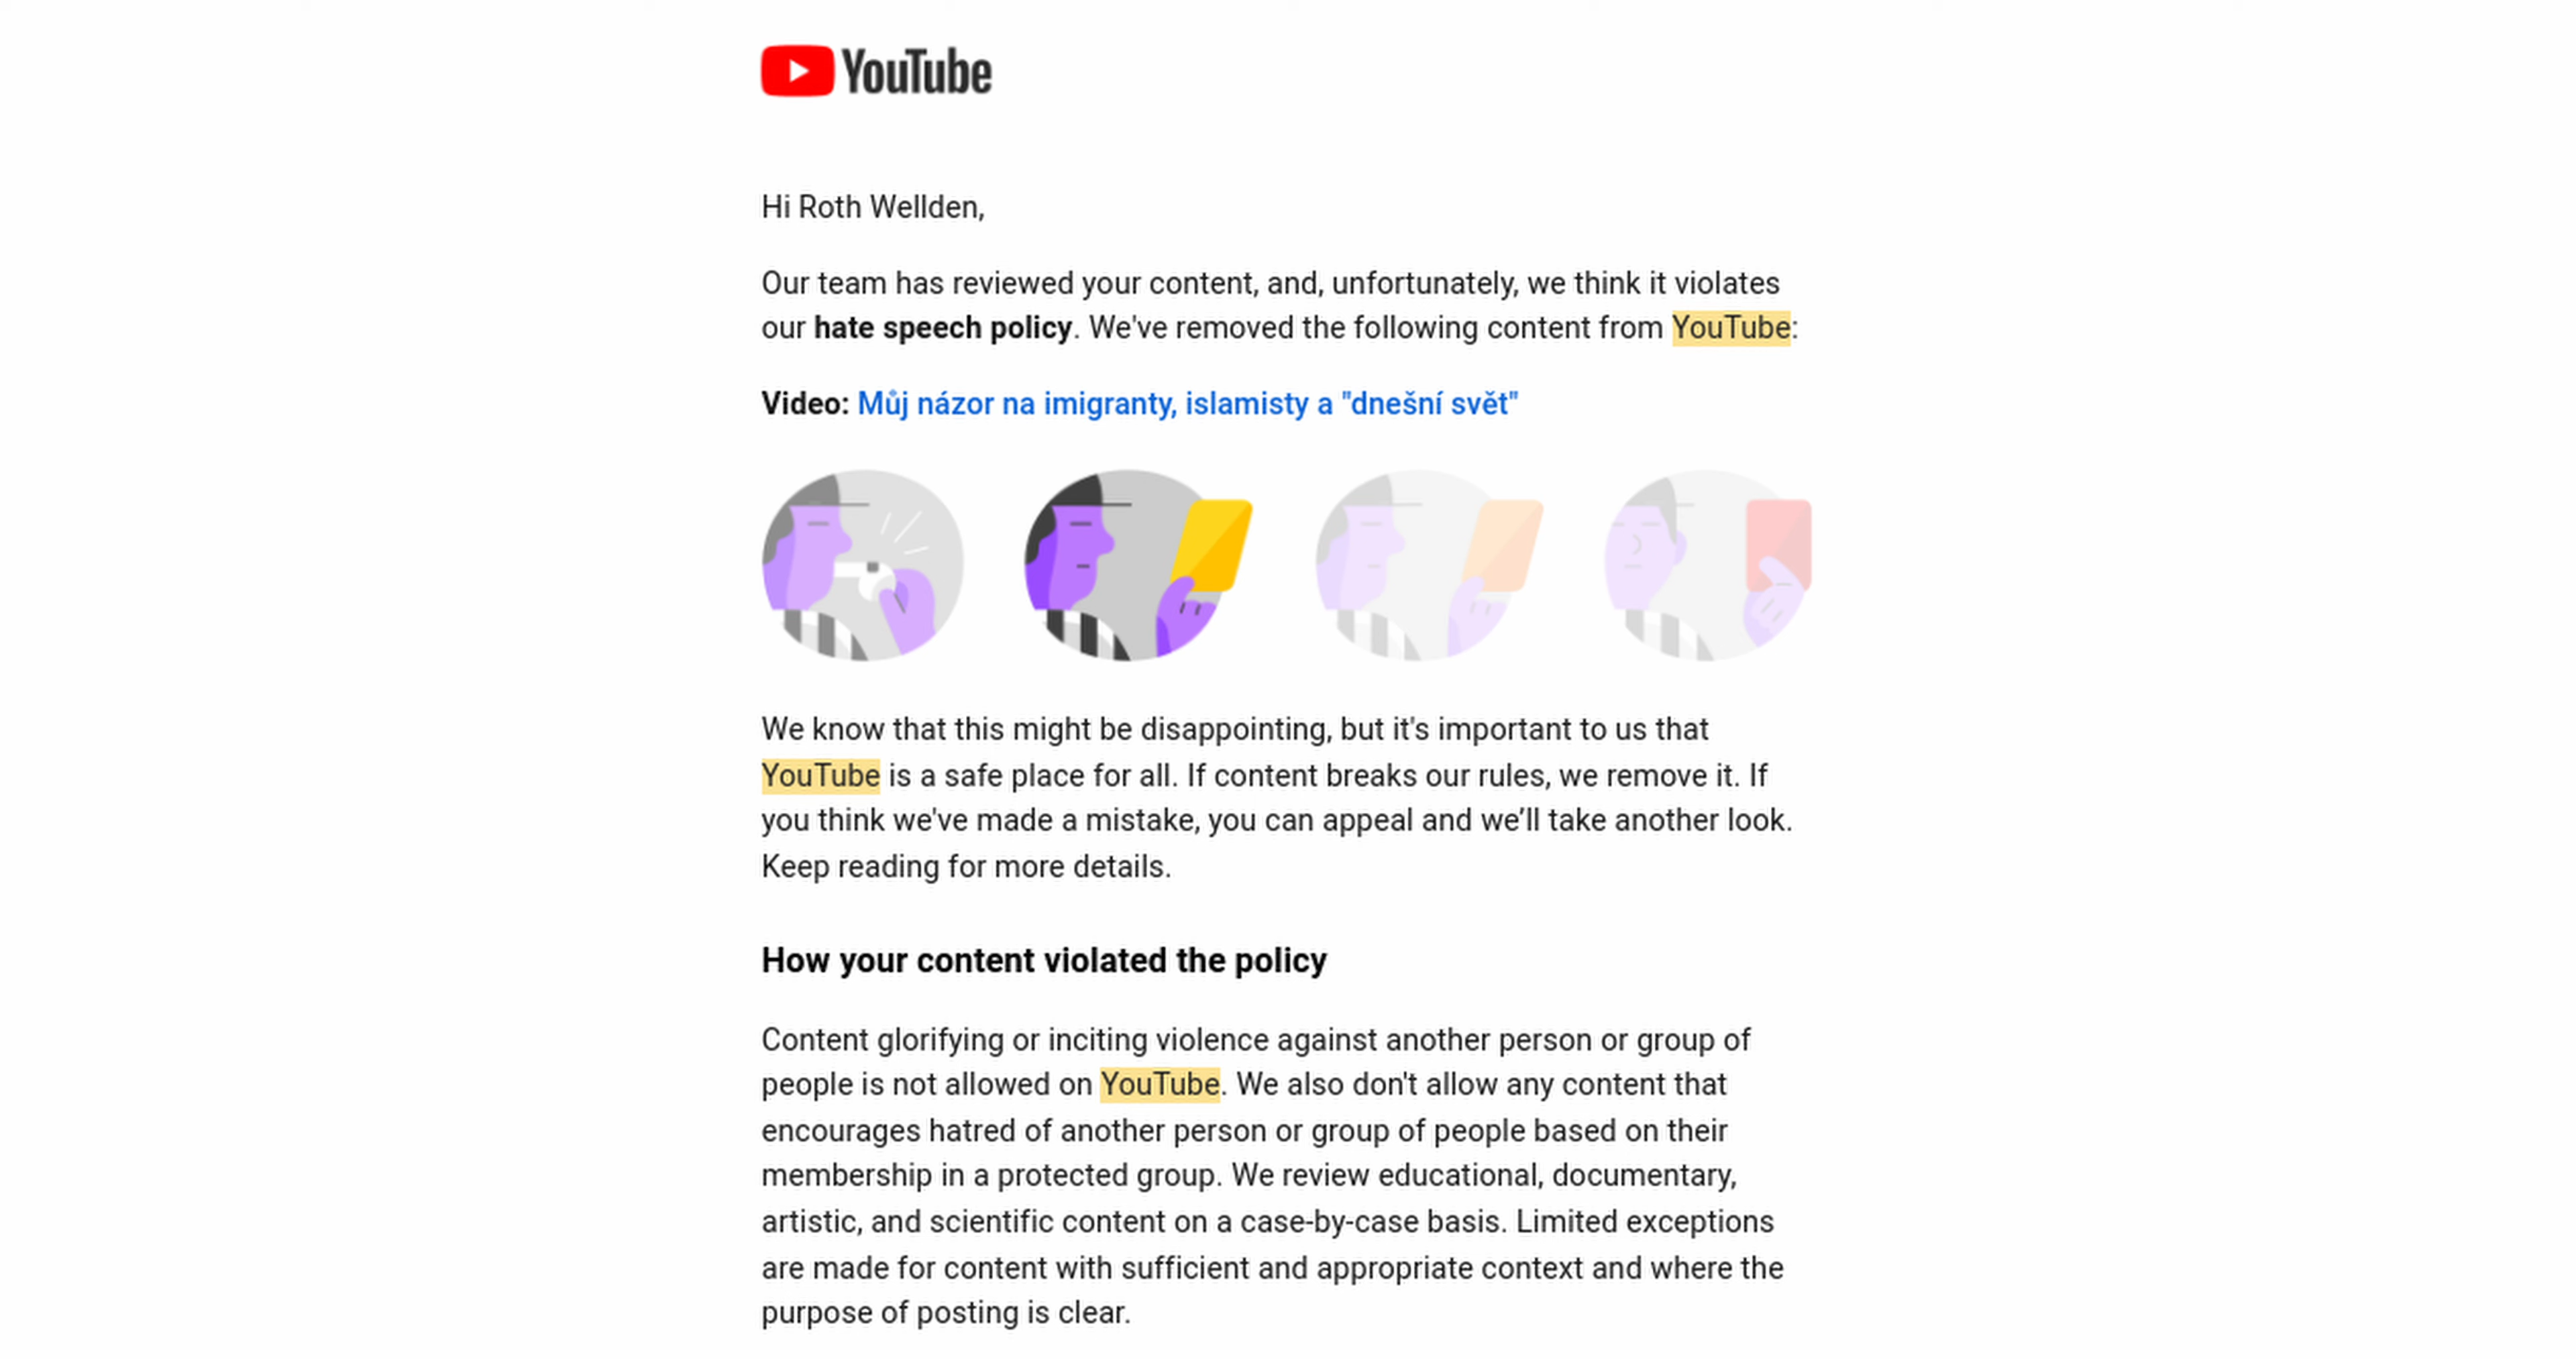 YouTube
Hi Roth Wellden,
Our team has reviewed your content, and, unfortunately, we think it violates
our hate speech policy. We've removed the following content from YouTube:
Video: Můj názor na imigranty, islamisty a "dnešní svět"
We know that this might be disappointing, but it's important to us that
YouTube is a safe place for all. If content breaks our rules, we remove it. If
you think we've made a mistake, you can appeal and we’ll take another look.
Keep reading for more details.
How your content violated the policy
Content glorifying or inciting violence against another person or group of
people is not allowed on YouTube. We also don't allow any content that
encourages hatred of another person or group of people based on their
membership in a protected group. We review educational, documentary,
artistic, and scientific content on a case-by-case basis. Limited exceptions
are made for content with sufficient and appropriate context and where the
purpose of posting is clear.